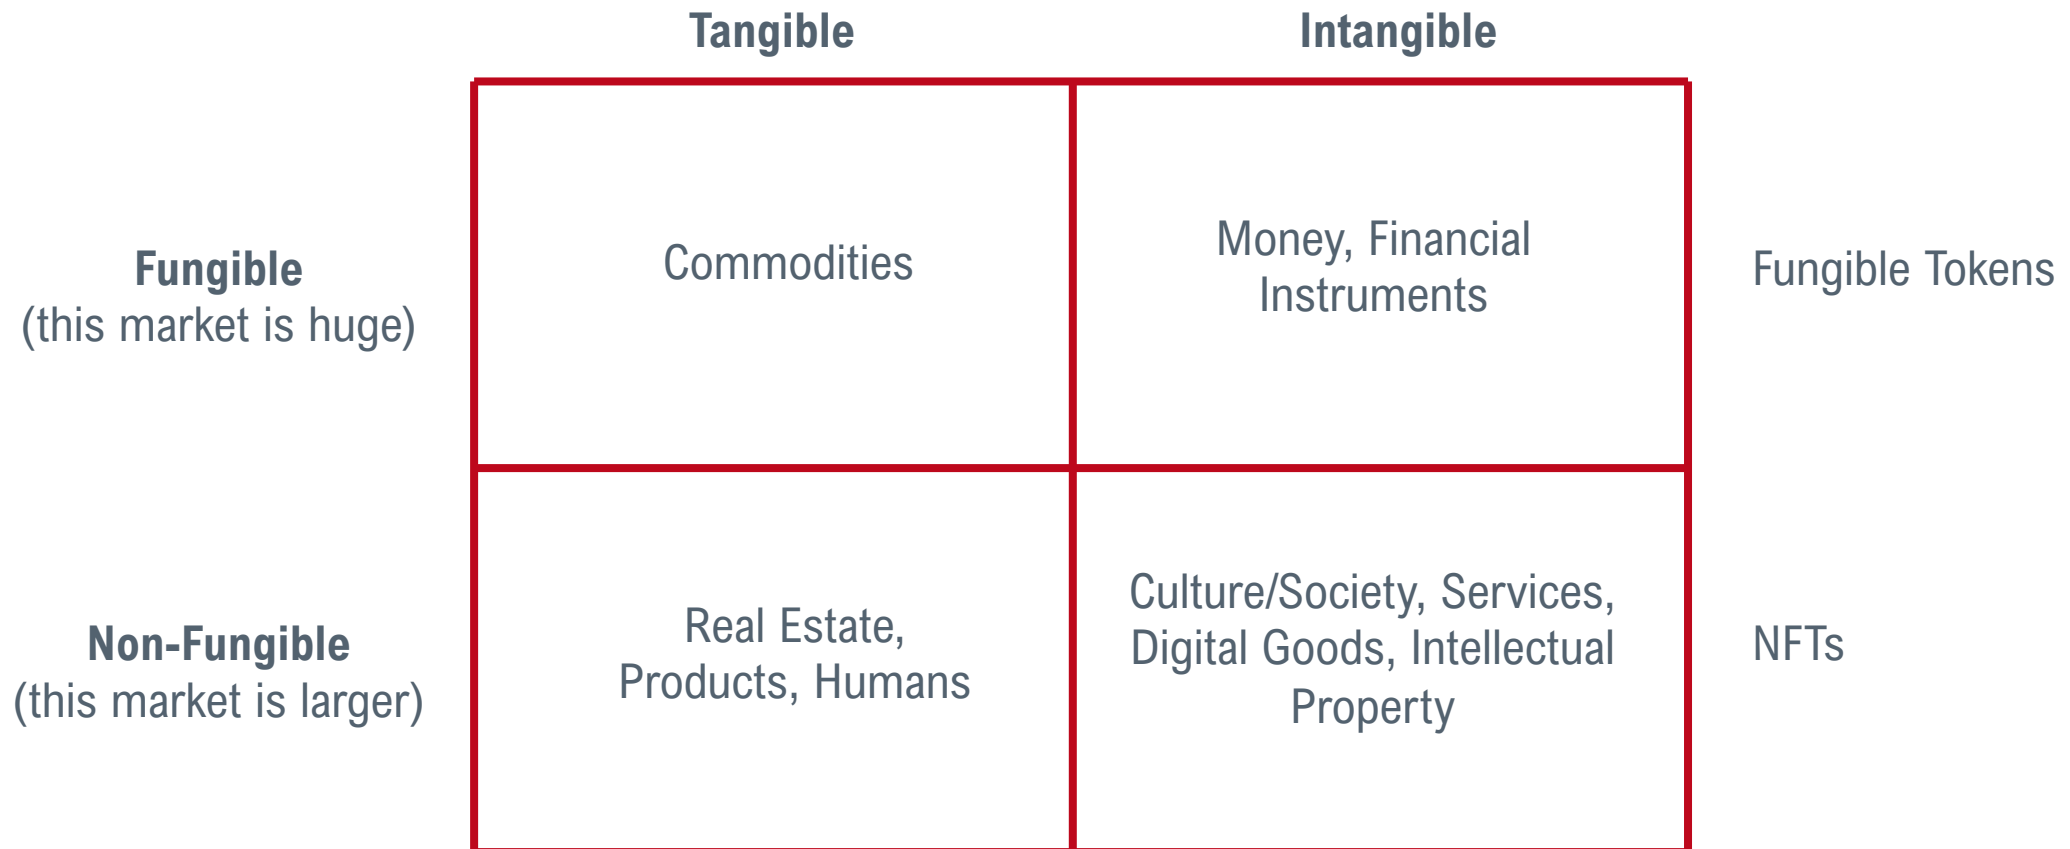 Tangible
Intangible
Fungible
(this market is huge)
Commodities
Money, Financial
Instruments
Fungible Tokens
Non-Fungible
(this market is larger)
Real Estate,
Products, Humans
Culture/Society, Services,
Digital Goods, Intellectual
Property
NFTs